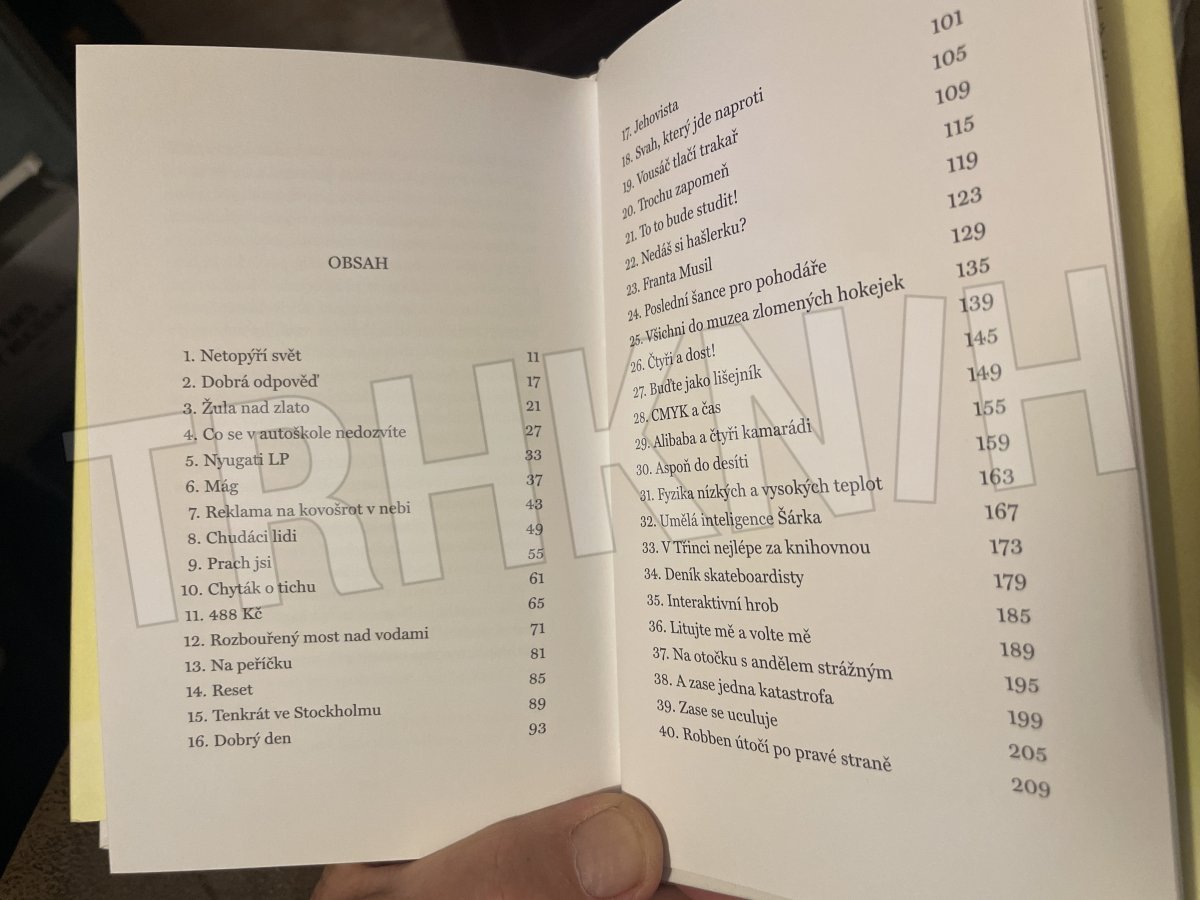 OBSAH
1. Netopýří svět 11
2. Dobrá odpověď 17
3. Žula nad zlato 21
4. Co se v autoškole nedozvíte 27
5. Nyugati LP 33
6. Mág 37
7. Reklama na kovošrot v nebi 43
8. Chudáci lidi 49
9. Prach jsi 55
10. Chyták o tichu 61
11. 488 Kč 65
12. Rozbouřený most nad vodami 71
13. Na peříčku 81
14. Reset 85
15. Tenkrát ve Stockholmu 89
16. Dobrý den 93
17. Jehovista
18. Svah, který jde naproti 101
19. Vousáč tlačí trakař 105
20. Trochu zapomeň 109
21. To to bude studit! 115
22. Nedáš si hašlerku? 119
23. Franta Musil 123
24. Poslední šance pro pohodáře 129
25. Všichni do muzea zlomených hokejek 135
26. Čtyři a dost! 139
27. Buďte jako lišejník 145
28. CMYK a čas 149
29. Alibaba a čtyři kamarádi 155
30. Aspoň do desíti 159
31. Fyzika nízkých a vysokých teplot 163
32. Umělá inteligence Šárka 167
33. V Třinci nejlépe za knihovnou 173
34. Deník skateboardisty 179
35. Interaktivní hrob 185
36. Litujte mě a volte mě 189
37. Na otočku s andělem strážným 195
38. A zase jedna katastrofa 199
39. Zase se uculuje 205
40. Robben útočí po pravé straně 209
TRHKNIH